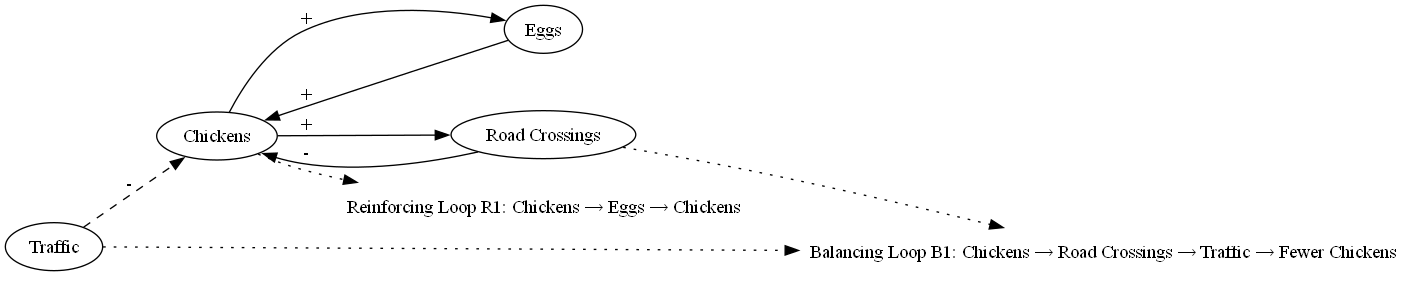 +
Eggs
+
Chickens
+
Road Crossings
-
-
Reinforcing Loop R1: Chickens → Eggs → Chickens
Traffic
Balancing Loop B1: Chickens → Road Crossings → Traffic → Fewer Chickens